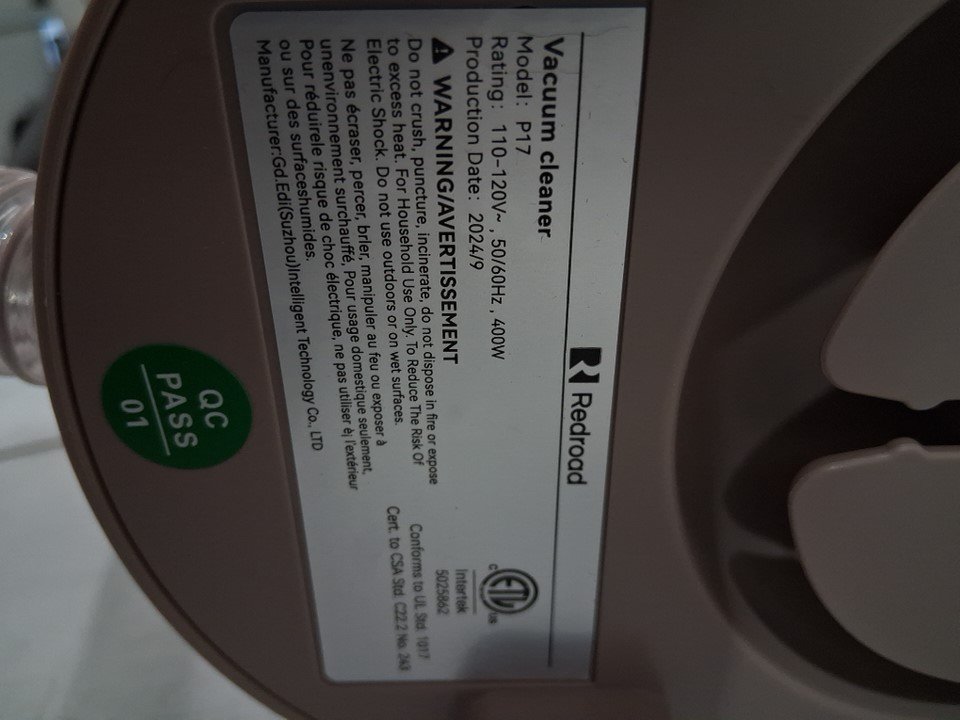 Redroad
Vacuum cleaner
Model: P17
Rating: 110-120V~, 50/60Hz, 400W
Production Date: 2024/9
WARNING/AVERTISSEMENT
Do not crush, puncture, incinerate, do not dispose in fire or expose
to excess heat. For Household Use Only. To Reduce The Risk Of
Electric Shock. Do not use outdoors or on wet surfaces.
Ne pas écraser, percer, brler, manipuler au feu ou exposer à
unenvironnement surchauffé. Pour usage domestique seulement,
Pour réduirele risque de choc électrique, ne pas utiliser éj l'extérieur
ou sur des surfaceshumides.
Manufacturer:Gd.Edi(Suzhou)Intelligent Technology Co., LTD
ETL
c us
Intertek
5025862
Conforms to UL Std. 1017
Cert. to CSA Std. C22.2 No. 243
QC
PASS
01